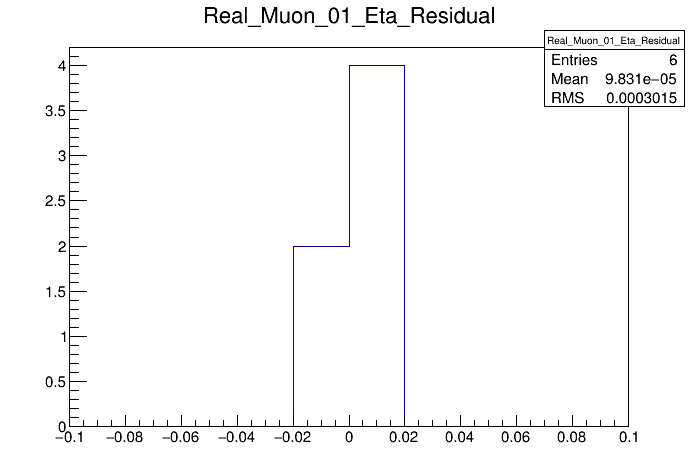 Real_Muon_01_Eta_Residual
Real_Muon_01_Eta_Residual
Entries 6
Mean 9.831e−05
RMS 0.0003015
4
3.5
3
2.5
2
1.5
1
0.5
0
−0.1 −0.08 −0.06 −0.04 −0.02 0 0.02 0.04 0.06 0.08 0.1